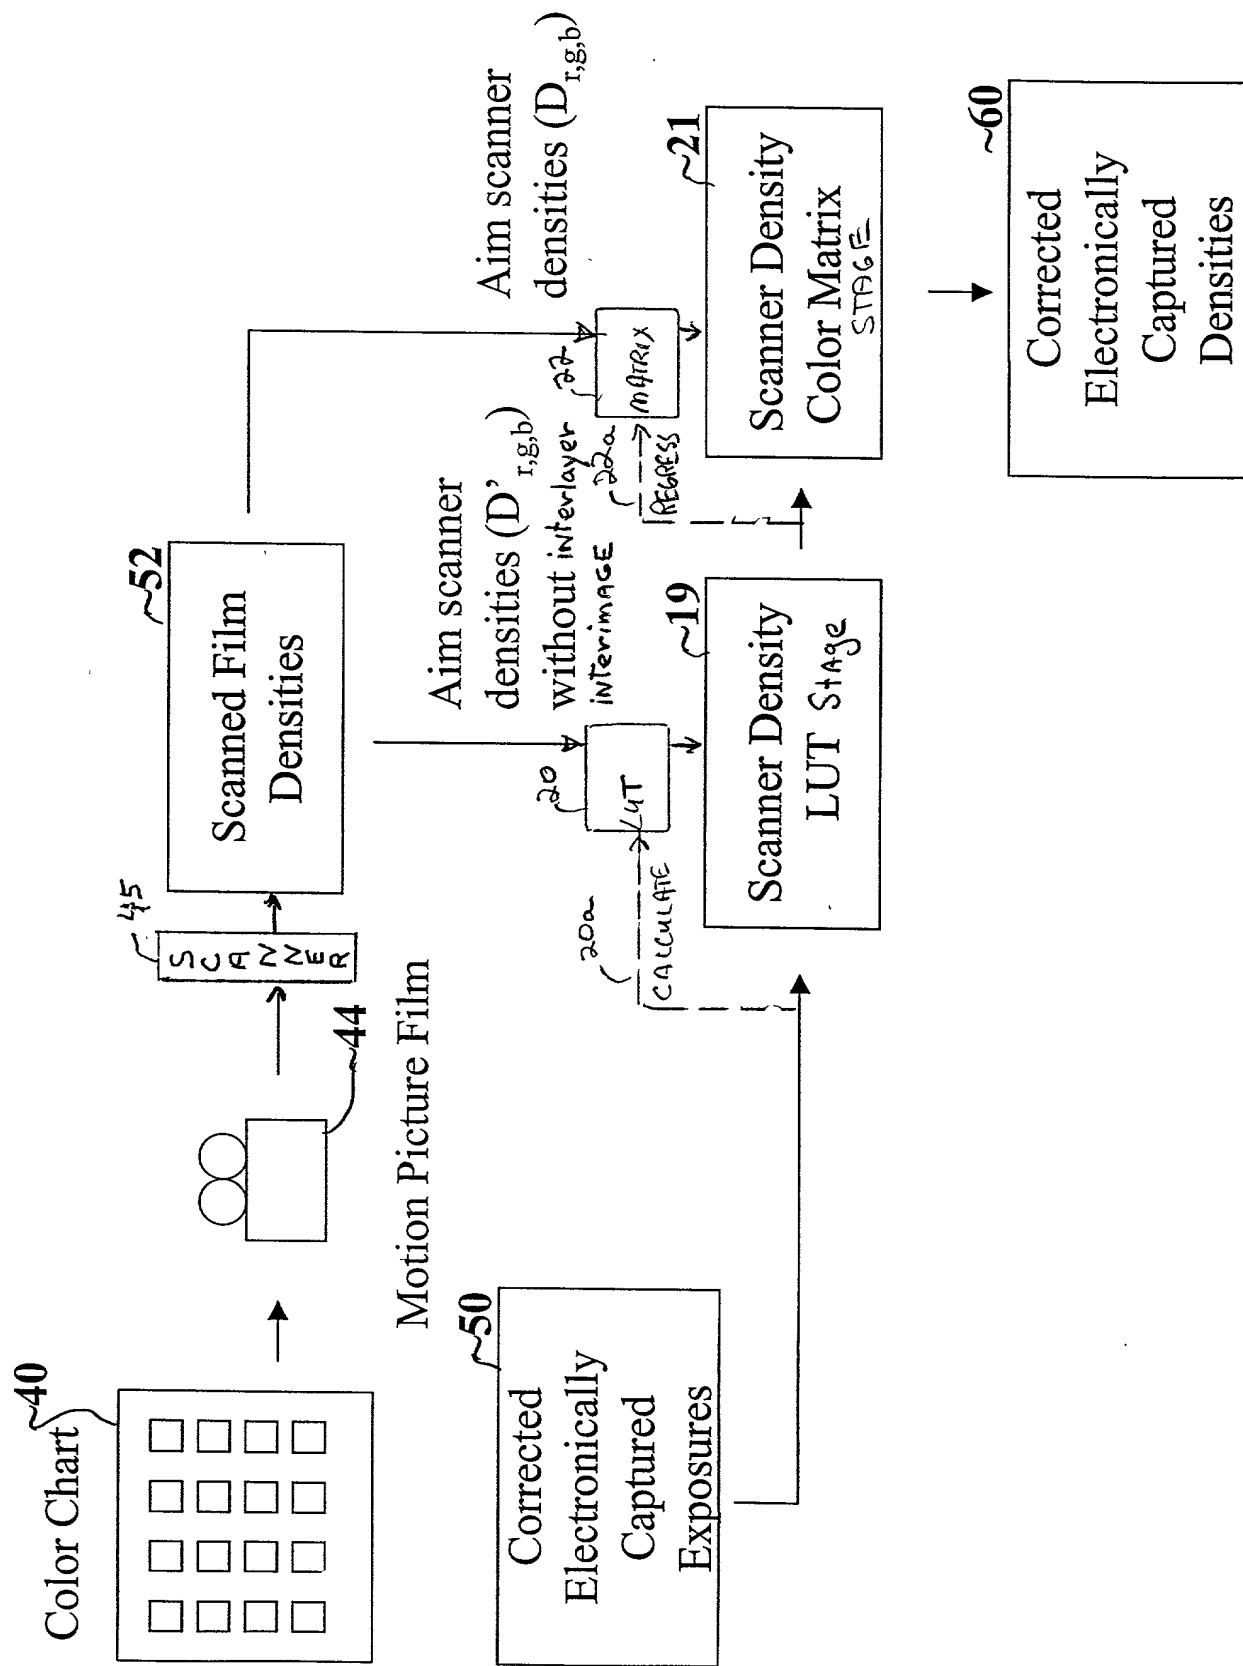 Color Chart
~40
~44
Motion Picture Film
45
SCANNER
~52
Scanned Film
Densities
Aim scanner
densities (D'r,g,b)
without interlayer
interimage
Aim scanner
densities (Dr,g,b)
~50
Corrected
Electronically
Captured
Exposures
20a
CALCULATE
20
LUT
~19
Scanner Density
LUT Stage
22a
REGRESS
22
MATRIX
~21
Scanner Density
Color Matrix
STAGE
~60
Corrected
Electronically
Captured
Densities